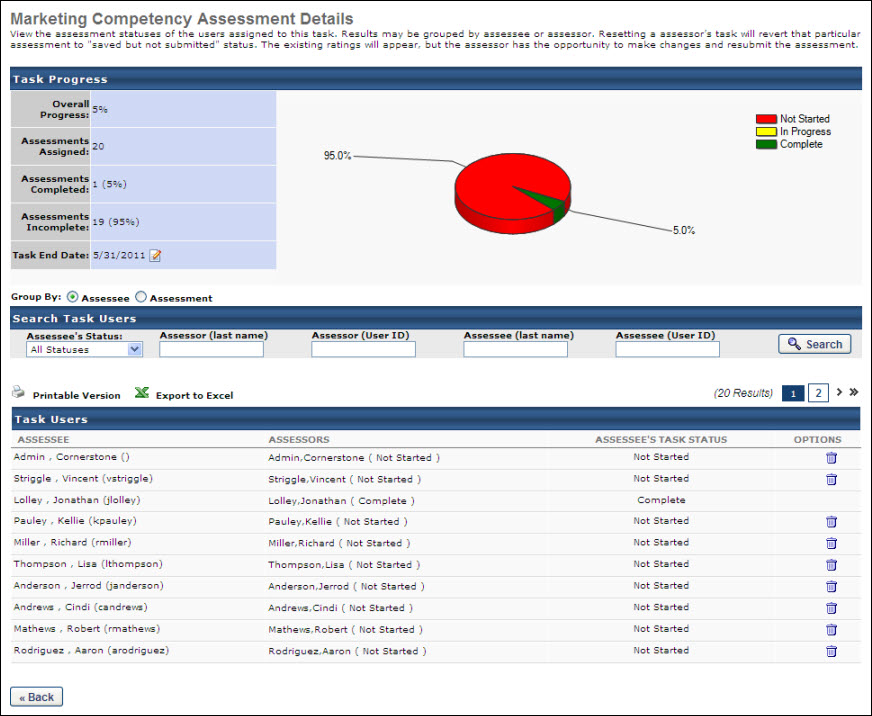 Marketing Competency Assessment Details
View the assessment statuses of the users assigned to this task. Results may be grouped by assessee or assessor. Resetting a assessor's task will revert that particular
assessment to "saved but not submitted" status. The existing ratings will appear, but the assessor has the opportunity to make changes and resubmit the assessment.
Task Progress
Overall
Progress: 5%
Assessments
Assigned: 20
Assessments
Completed: 1 (5%)
Assessments
Incomplete: 19 (95%)
Task End Date: 5/31/2011
Not Started
In Progress
Complete
95.0%
5.0%
Group By: Assessee Assessment
Search Task Users
Assessee's Status: Assessor (last name) Assessor (User ID) Assessee (last name) Assessee (User ID)
All Statuses Search
Printable Version Export to Excel (20 Results) 1 2 > »
Task Users
ASSESSEE ASSESSORS ASSESSEE'S TASK STATUS OPTIONS
Admin , Cornerstone () Admin,Cornerstone ( Not Started ) Not Started
Striggle , Vincent (vstriggle) Striggle,Vincent ( Not Started ) Not Started
Lolley , Jonathan (jlolley) Lolley,Jonathan ( Complete ) Complete
Pauley , Kellie (kpauley) Pauley,Kellie ( Not Started ) Not Started
Miller , Richard (rmiller) Miller,Richard ( Not Started ) Not Started
Thompson , Lisa (lthompson) Thompson,Lisa ( Not Started ) Not Started
Anderson , Jerrod (janderson) Anderson,Jerrod ( Not Started ) Not Started
Andrews , Cindi (candrews) Andrews,Cindi ( Not Started ) Not Started
Mathews , Robert (rmathews) Mathews,Robert ( Not Started ) Not Started
Rodriguez , Aaron (arodriguez) Rodriguez,Aaron ( Not Started ) Not Started
« Back